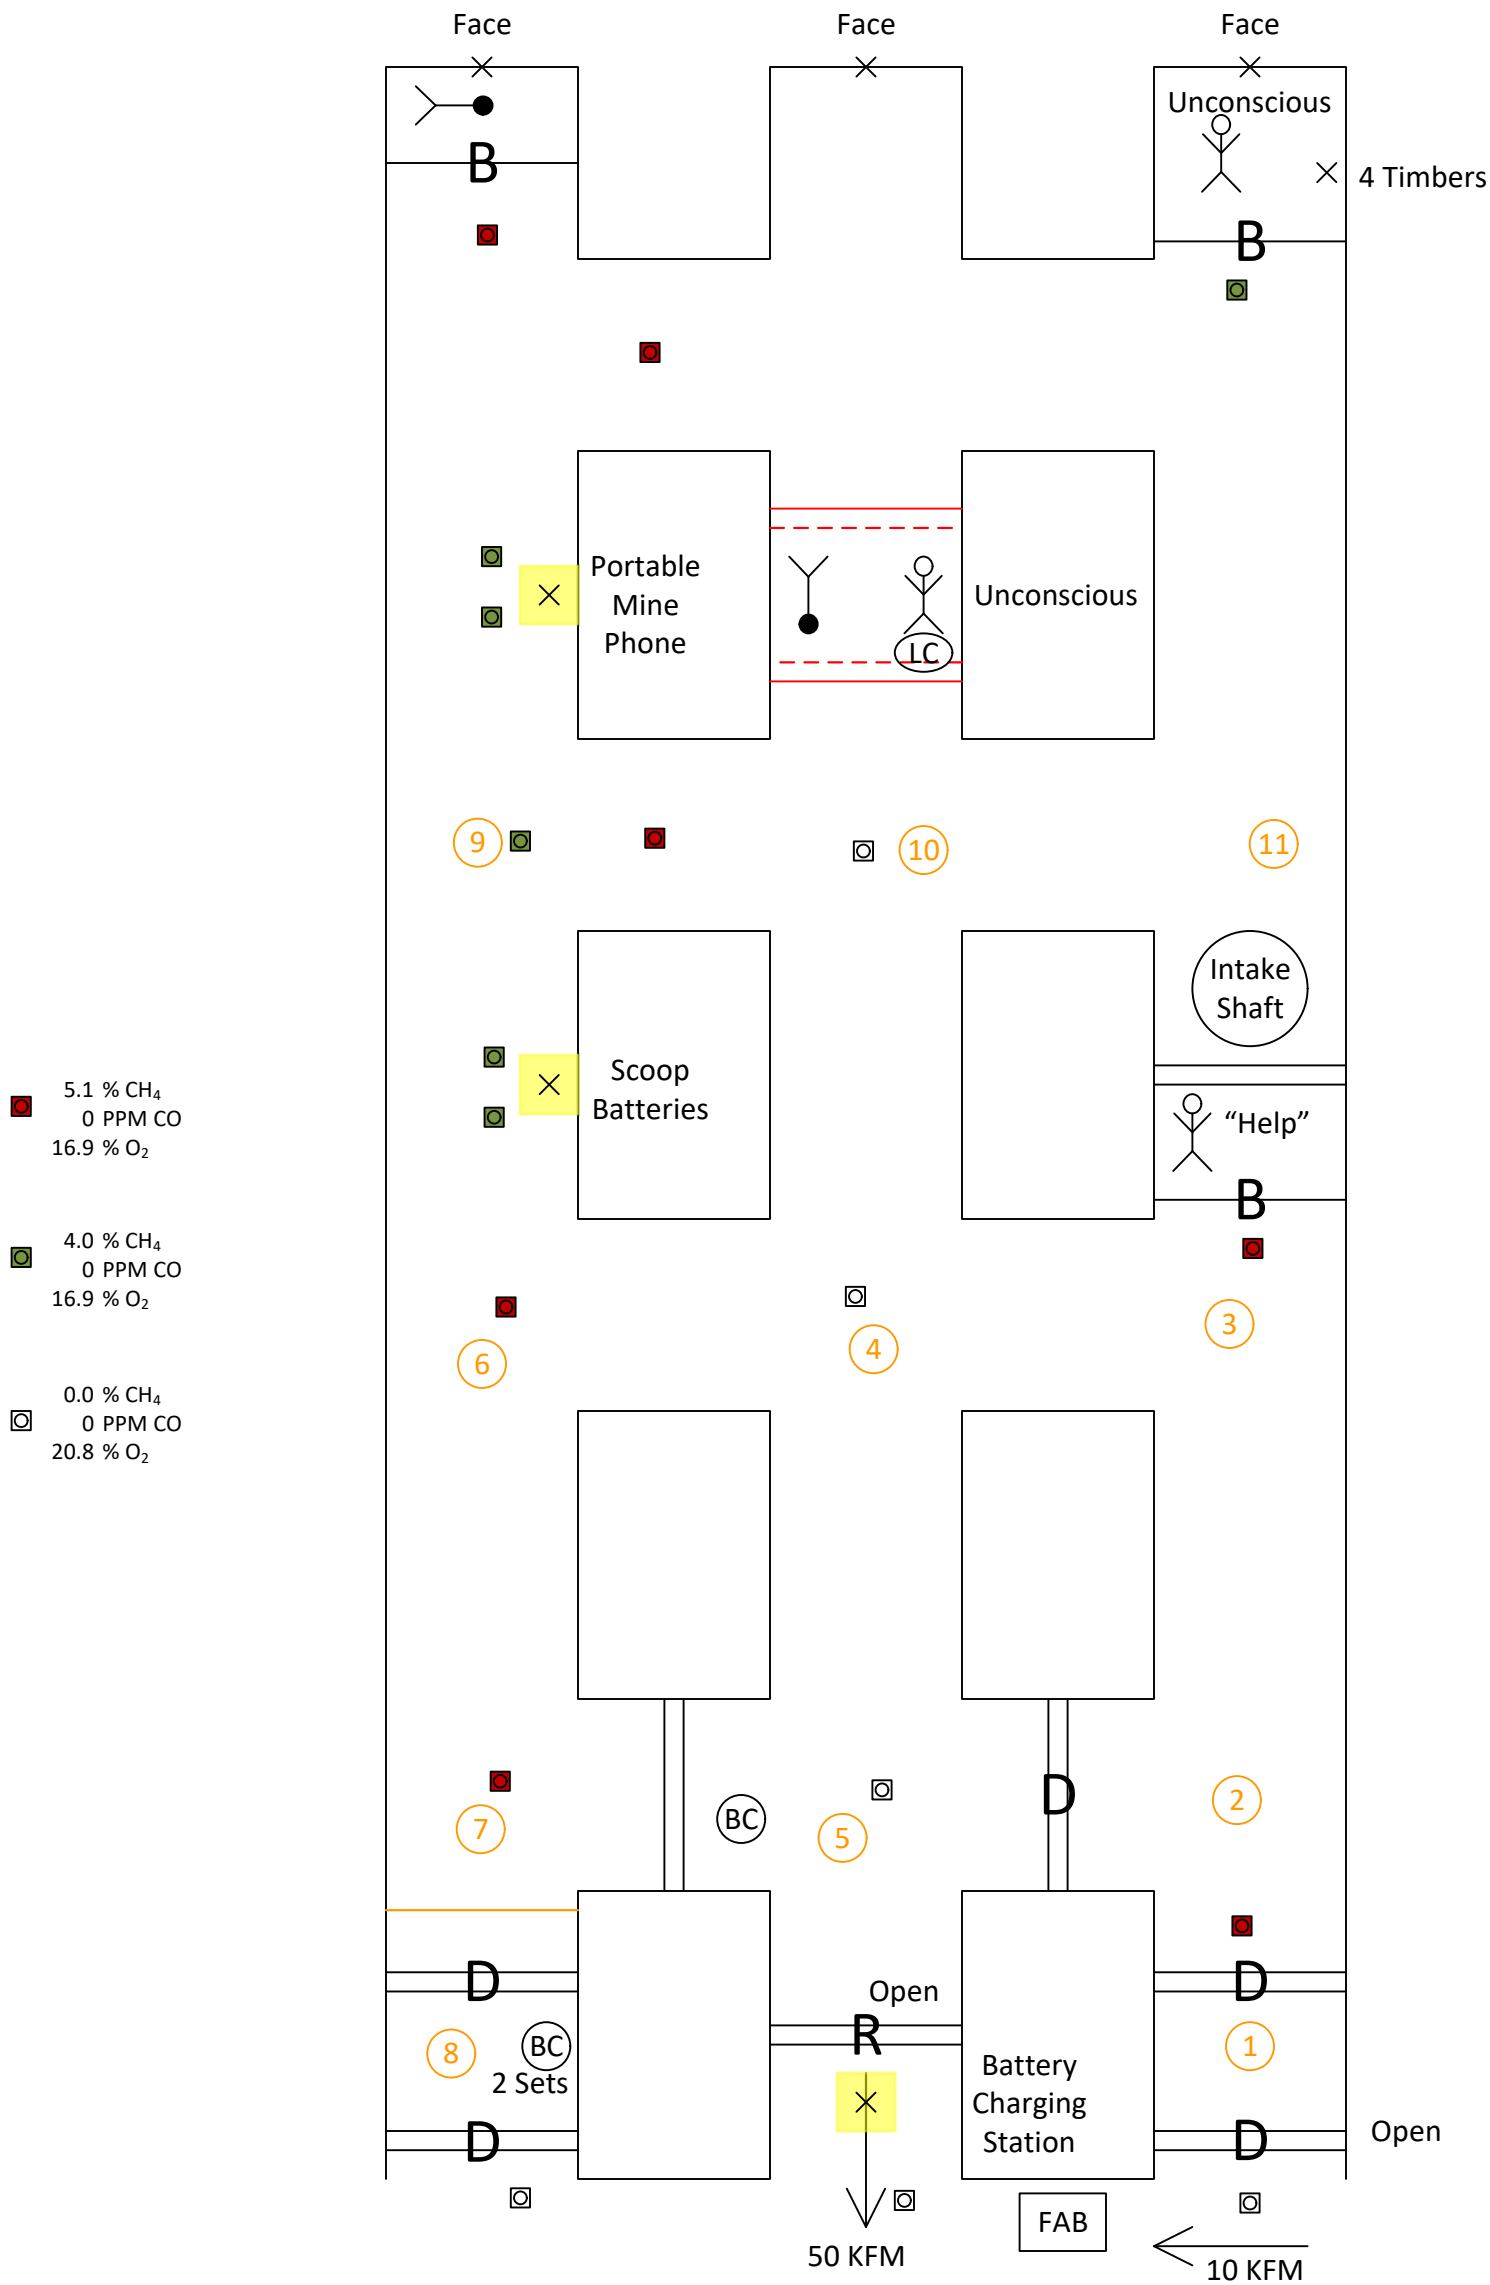 Face
Face
Face
Unconscious
4 Timbers
B
B
Portable
Mine
Phone
Unconscious
LC
9
10
11
Intake
Shaft
Scoop
Batteries
"Help"
B
5.1 % CH₄
0 PPM CO
16.9 % O₂
4.0 % CH₄
0 PPM CO
16.9 % O₂
0.0 % CH₄
0 PPM CO
20.8 % O₂
6
4
3
7
BC
5
D
2
D
Open
R
D
8
BC
2 Sets
Battery
Charging
Station
1
D
D
Open
FAB
50 KFM
10 KFM